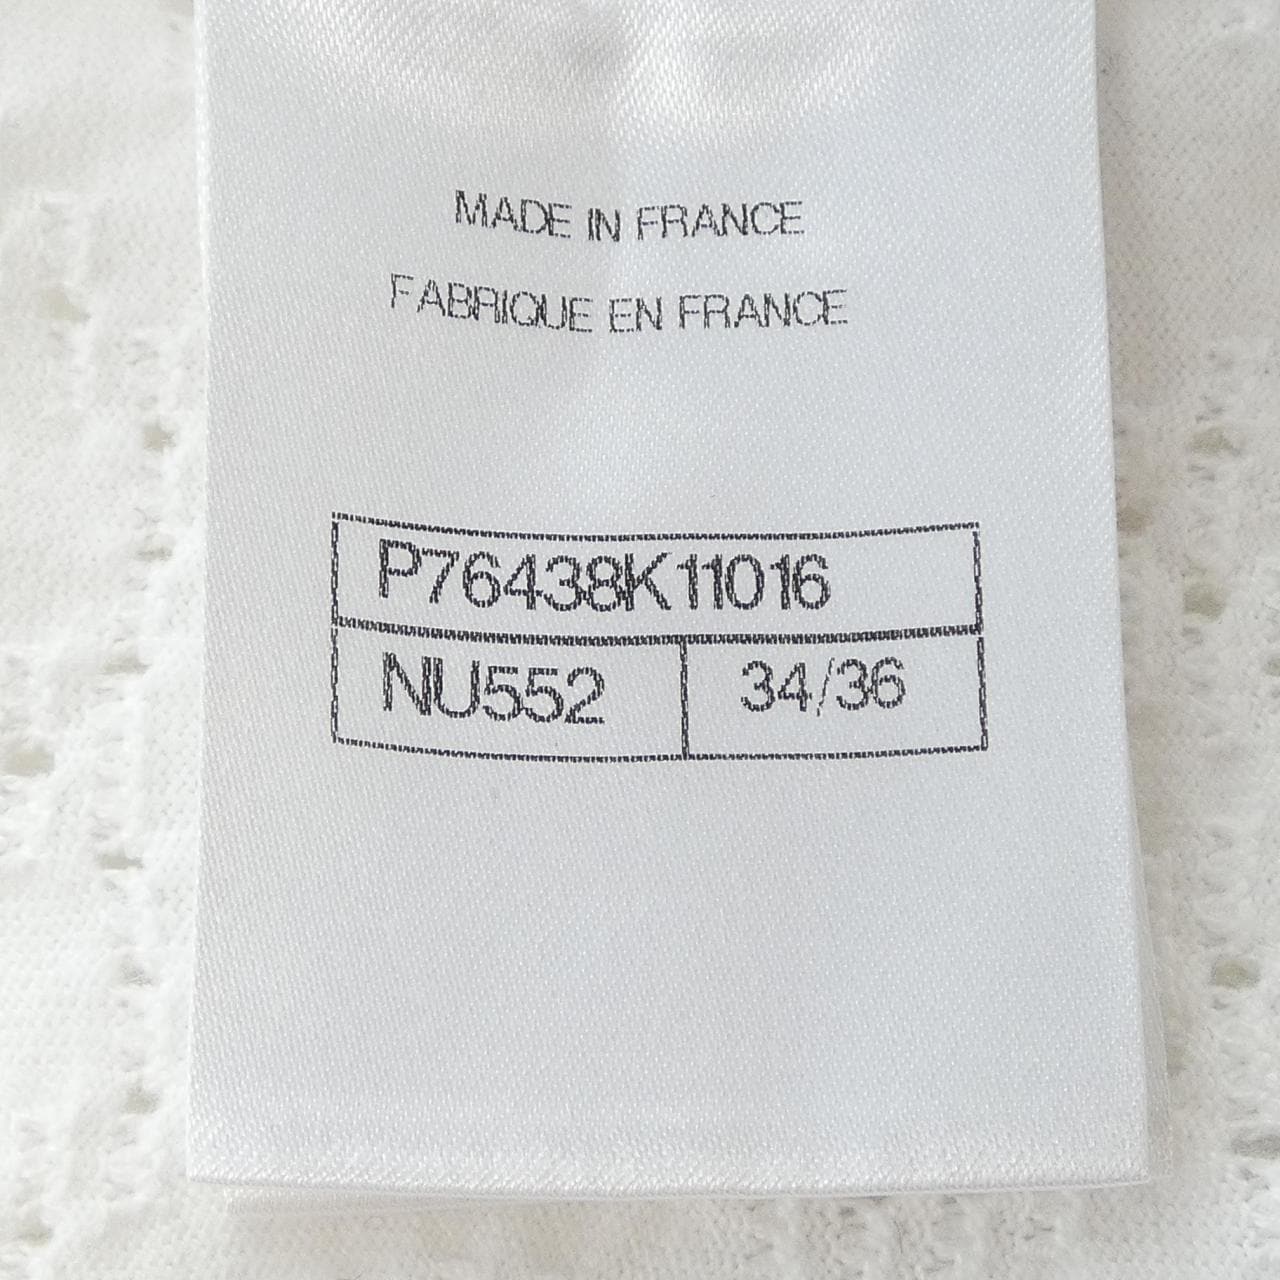 MADE IN FRANCE
FABRIQUE EN FRANCE
P76438K11016
NU552 34/36